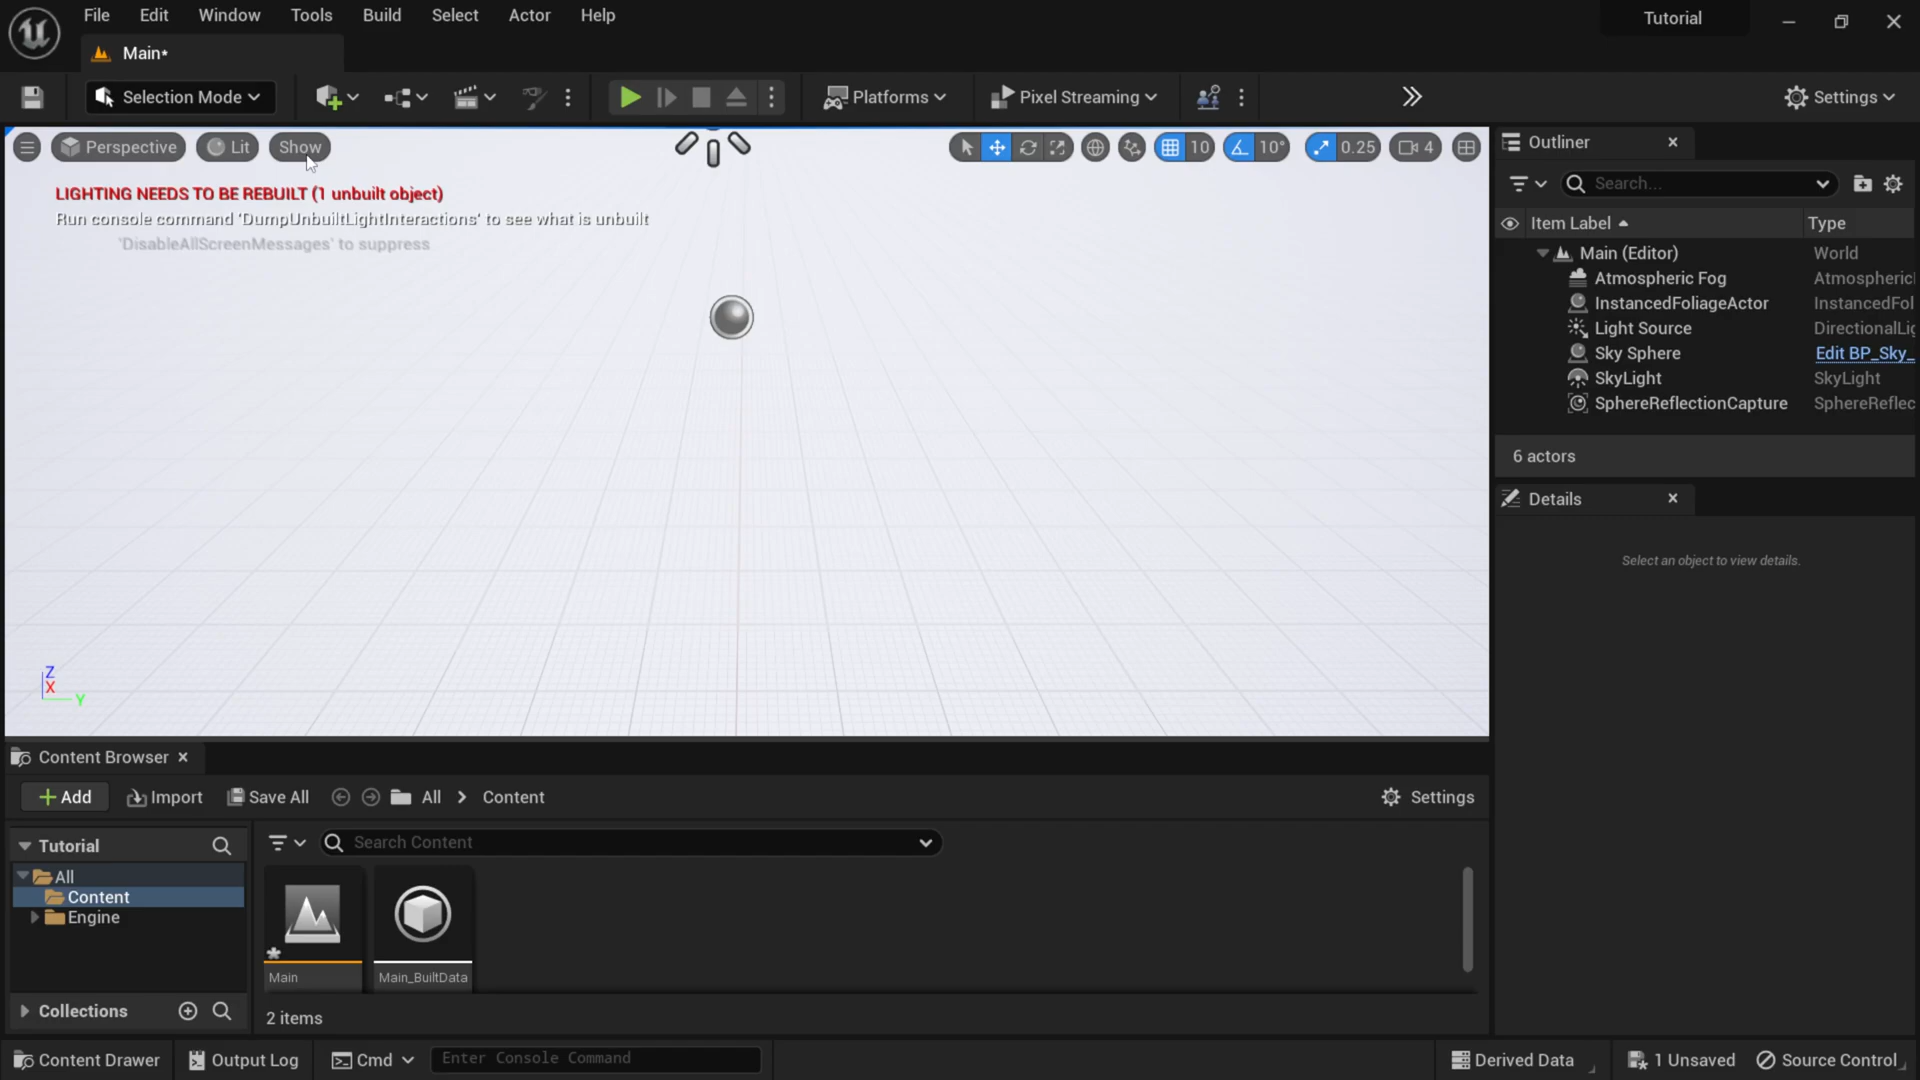 File Edit Window Tools Build Select Actor Help
Tutorial
Main•
Selection Mode
Platforms
Pixel Streaming
Settings
Perspective
Lit
Show
10
10°
0.25
4
LIGHTING NEEDS TO BE REBUILT (1 unbuilt object)
Run console command 'DumpUnbuiltLightInteractions' to see what is unbuilt
'DisableAllScreenMessages' to suppress
Z
X
Y
Outliner
Search...
Item Label Type
Main (Editor) World
Atmospheric Fog Atmospheric
InstancedFoliageActor InstancedFol
Light Source DirectionalLig
Sky Sphere Edit BP_Sky_
SkyLight SkyLight
SphereReflectionCapture SphereReflec
6 actors
Details
Select an object to view details.
Content Browser
Add Import Save All All Content Settings
Tutorial
All
Content
Engine
Collections
Search Content
Main
Main_BuiltData
2 items
Content Drawer Output Log Cmd Enter Console Command Derived Data 1 Unsaved Source Control